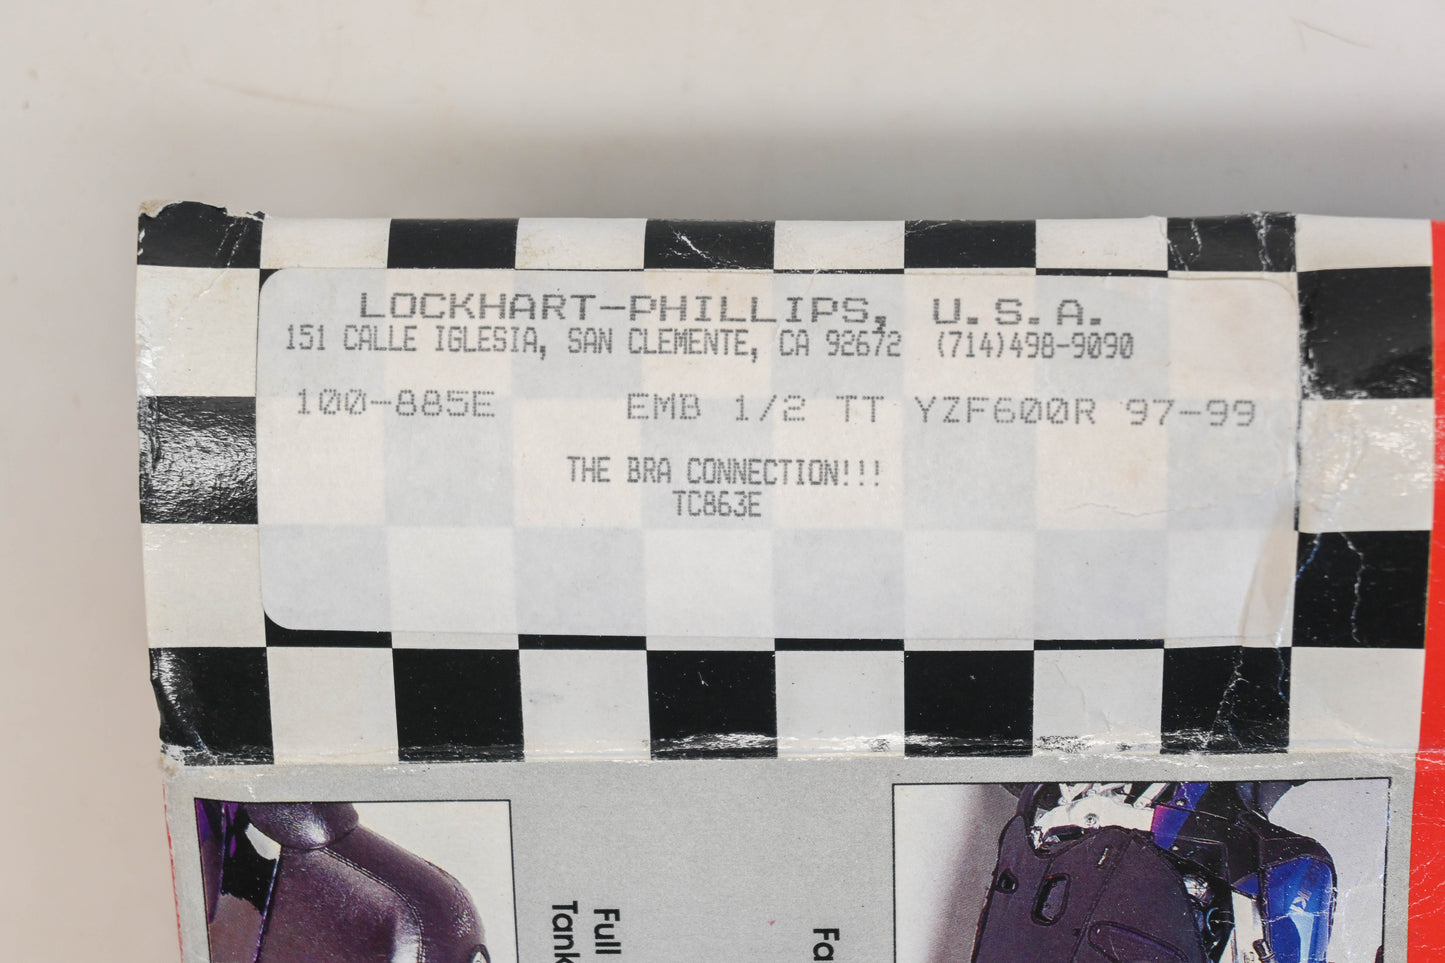 LOCKHART-PHILLIPS, U.S.A.
151 CALLE IGLESIA, SAN CLEMENTE, CA 92672 (714)498-9090
100-885E EMB 1/2 TT YZF600R 97-99
THE BRA CONNECTION!!!
TC863E
Full
Tank
Fa